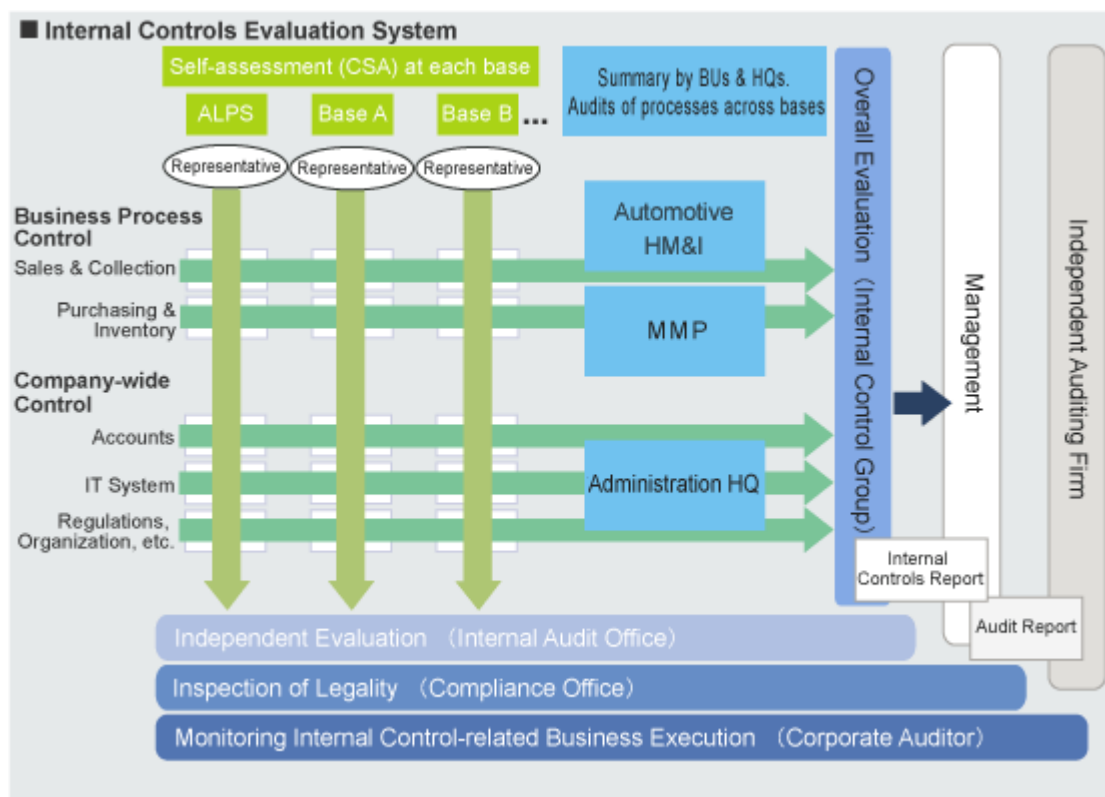 ■ Internal Controls Evaluation System
Self-assessment (CSA) at each base
ALPS
Base A
Base B
...
Summary by BUs & HQs.
Audits of processes across bases
Representative
Representative
Representative
Business Process
Control
Sales & Collection
Purchasing &
Inventory
Company-wide
Control
Accounts
IT System
Regulations,
Organization, etc.
Automotive
HM&I
MMP
Administration HQ
Overall Evaluation （Internal Control Group）
Management
Independent Auditing Firm
Internal
Controls Report
Audit Report
Independent Evaluation （Internal Audit Office）
Inspection of Legality （Compliance Office）
Monitoring Internal Control-related Business Execution （Corporate Auditor）